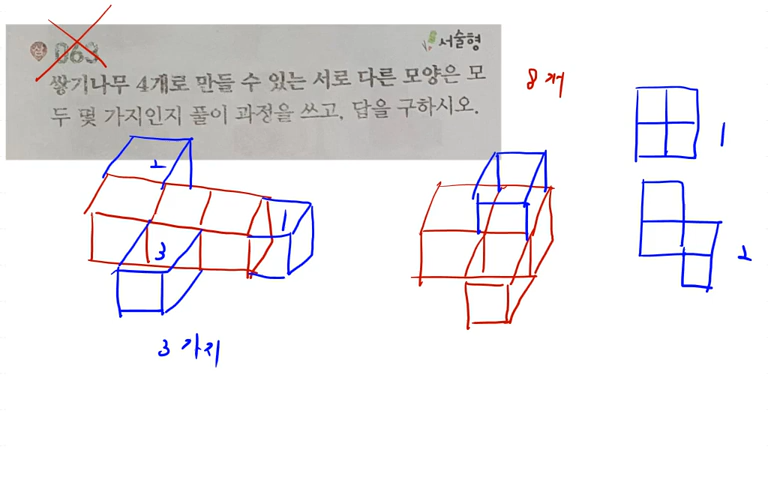 상 063
서술형
쌓기나무 4개로 만들 수 있는 서로 다른 모양은 모
두 몇 가지인지 풀이 과정을 쓰고, 답을 구하시오.
8개
1
2
1
3
3가지
2